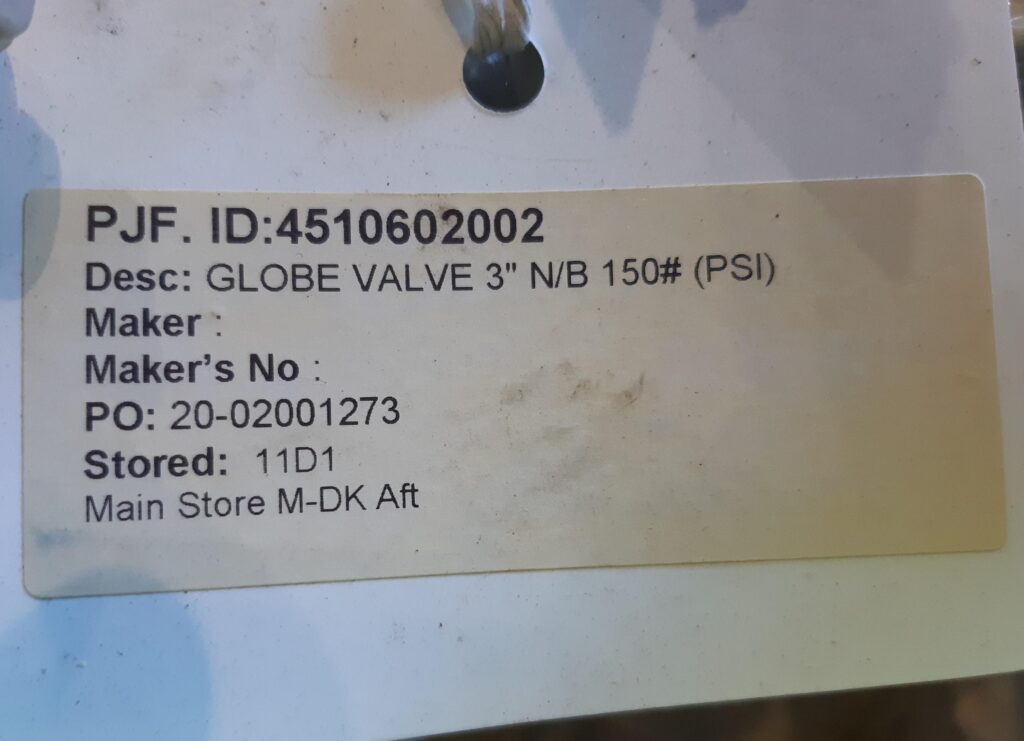 PJF. ID:4510602002
Desc: GLOBE VALVE 3" N/B 150# (PSI)
Maker :
Maker's No :
PO: 20-02001273
Stored: 11D1
Main Store M-DK Aft